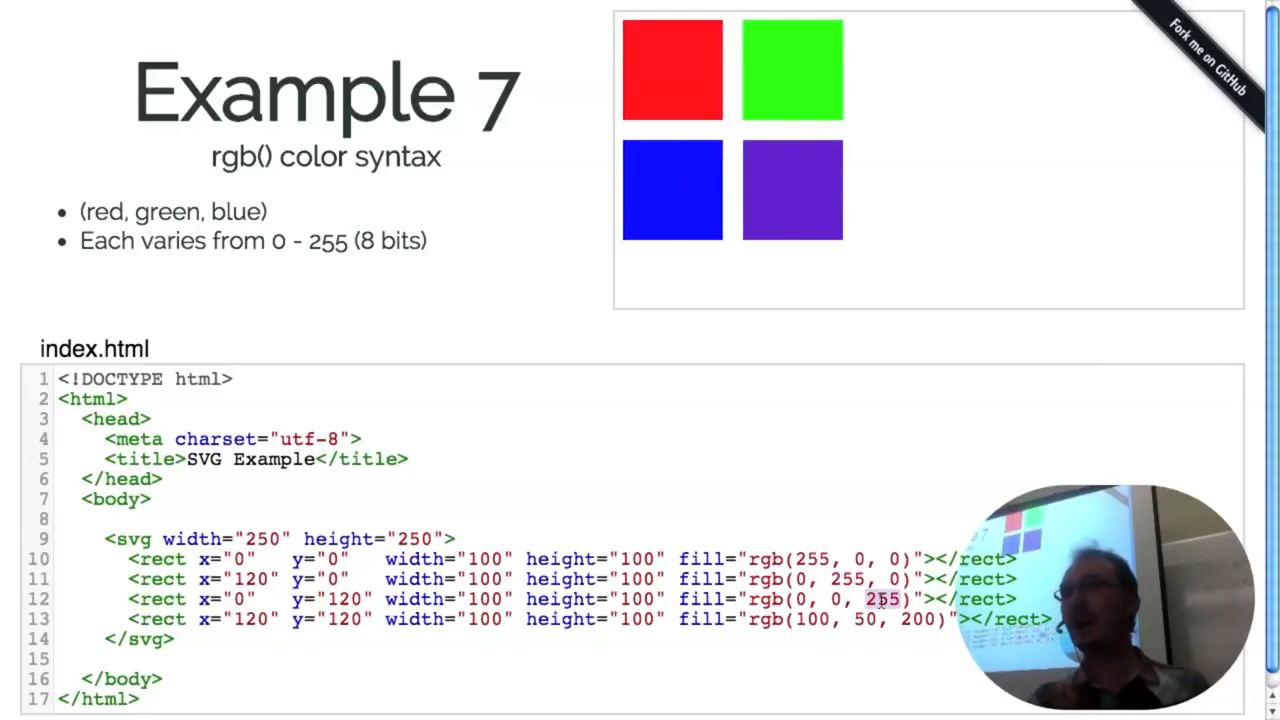 Example 7
rgb() color syntax
• (red, green, blue)
• Each varies from 0 - 255 (8 bits)
Fork me on GitHub
index.html
1 <!DOCTYPE html>
2 <html>
3   <head>
4     <meta charset="utf-8">
5     <title>SVG Example</title>
6   </head>
7   <body>
8
9     <svg width="250" height="250">
10       <rect x="0"   y="0"   width="100" height="100" fill="rgb(255, 0, 0)"></rect>
11       <rect x="120" y="0"   width="100" height="100" fill="rgb(0, 255, 0)"></rect>
12       <rect x="0"   y="120" width="100" height="100" fill="rgb(0, 0, 255)"></rect>
13       <rect x="120" y="120" width="100" height="100" fill="rgb(100, 50, 200)"></rect>
14     </svg>
15
16   </body>
17 </html>